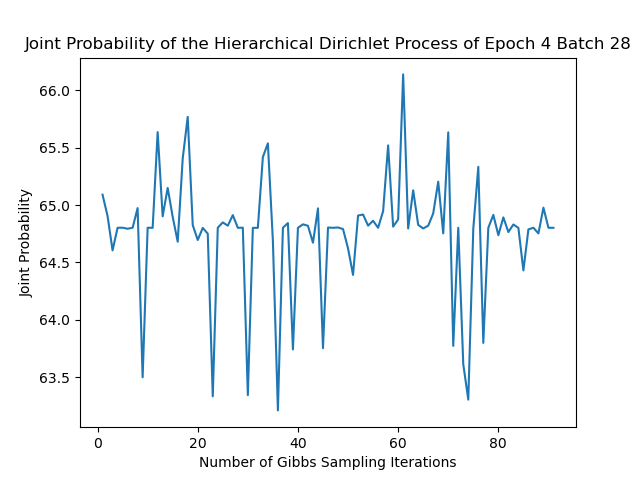 Joint Probability of the Hierarchical Dirichlet Process of Epoch 4 Batch 28
66.0
65.5
65.0
64.5
64.0
63.5
Joint Probability
0 20 40 60 80
Number of Gibbs Sampling Iterations